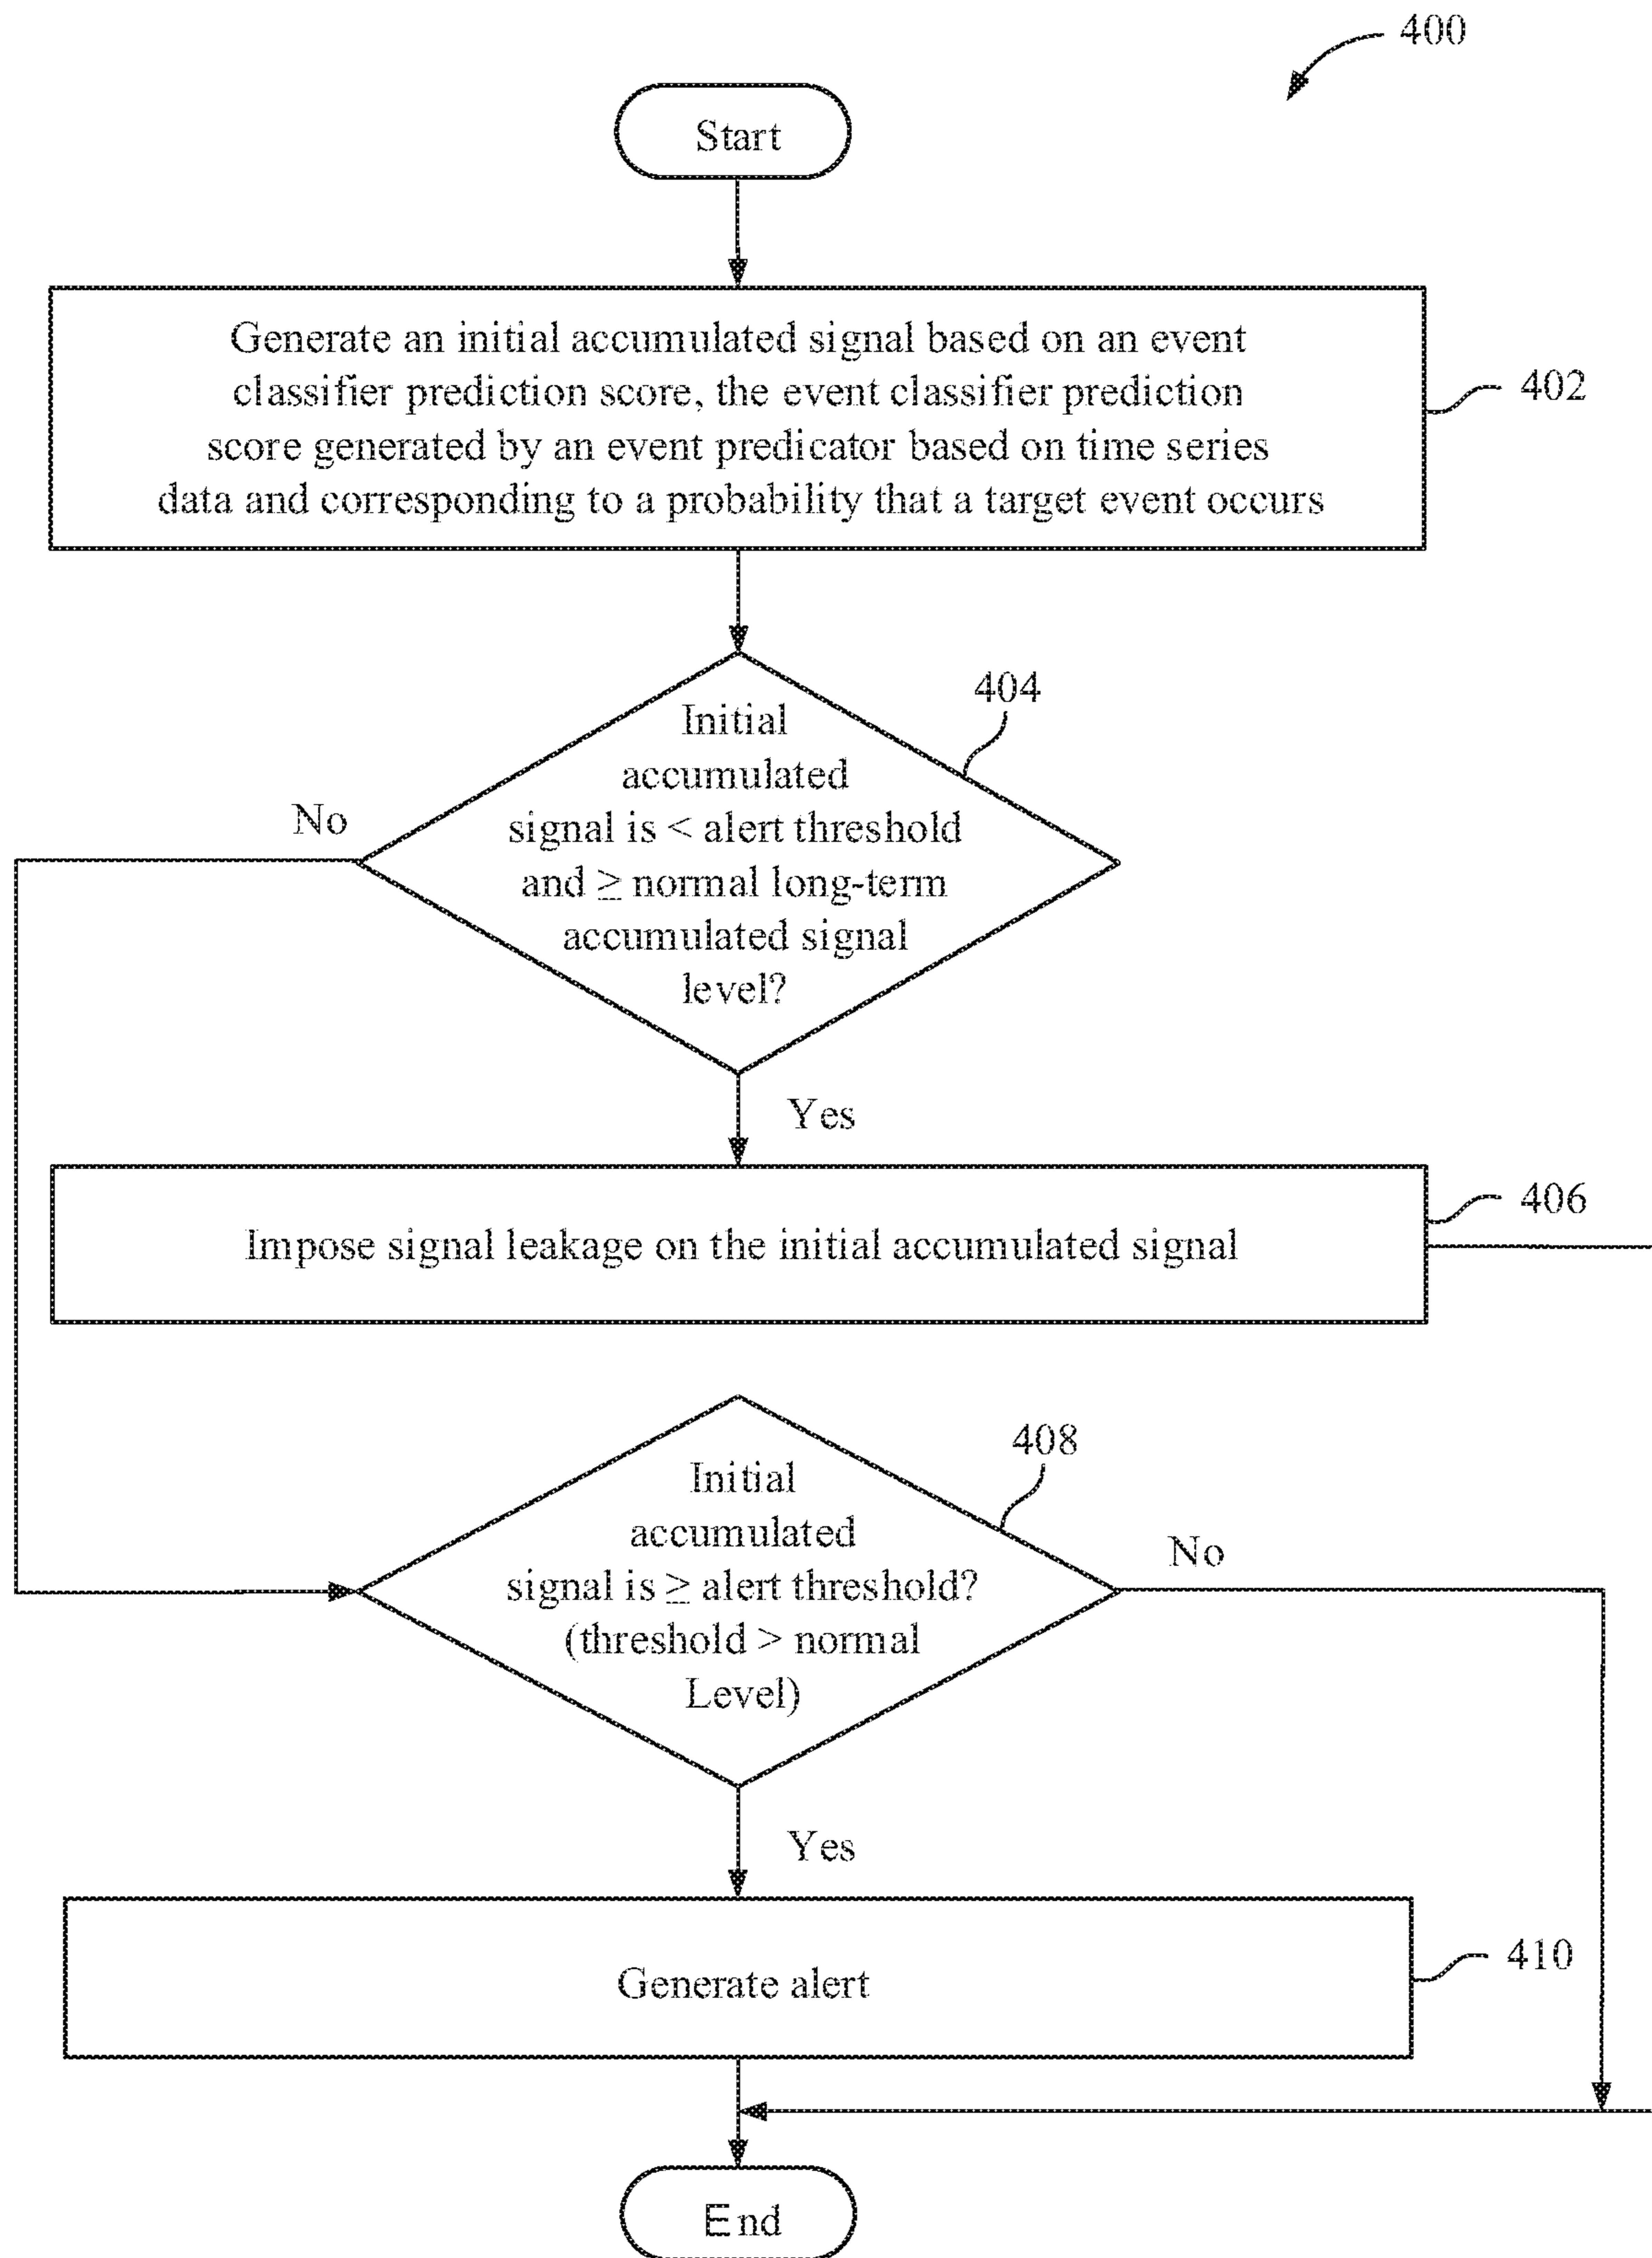 400
Start
Generate an initial accumulated signal based on an event
classifier prediction score, the event classifier prediction
score generated by an event predicator based on time series
data and corresponding to a probability that a target event occurs
402
404
Initial
accumulated
signal is < alert threshold
and ≥ normal long-term
accumulated signal
level?
No
Yes
406
Impose signal leakage on the initial accumulated signal
408
Initial
accumulated
signal is ≥ alert threshold?
(threshold > normal
Level)
No
Yes
410
Generate alert
End